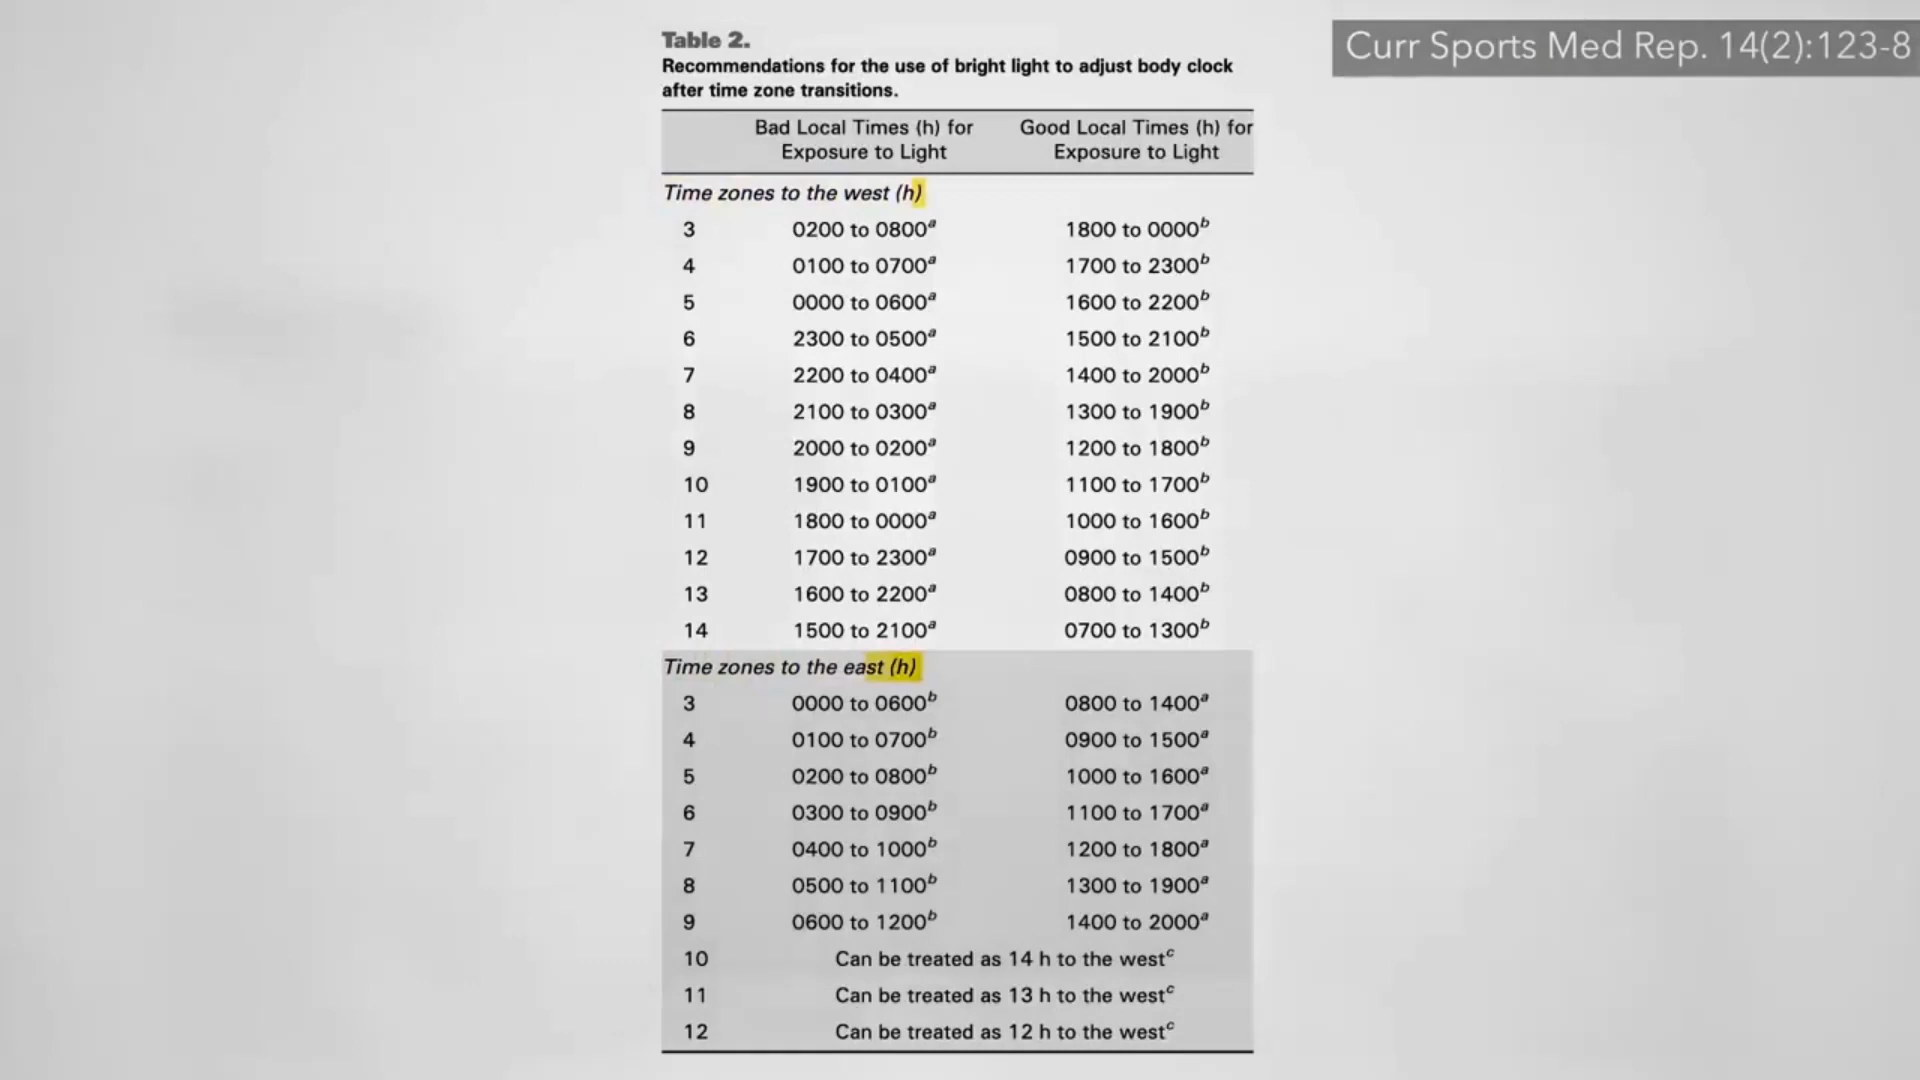 Curr Sports Med Rep. 14(2):123-8
Table 2.
Recommendations for the use of bright light to adjust body clock
after time zone transitions.
Bad Local Times (h) for Exposure to Light Good Local Times (h) for Exposure to Light
Time zones to the west (h)
3 0200 to 0800a 1800 to 0000b
4 0100 to 0700a 1700 to 2300b
5 0000 to 0600a 1600 to 2200b
6 2300 to 0500a 1500 to 2100b
7 2200 to 0400a 1400 to 2000b
8 2100 to 0300a 1300 to 1900b
9 2000 to 0200a 1200 to 1800b
10 1900 to 0100a 1100 to 1700b
11 1800 to 0000a 1000 to 1600b
12 1700 to 2300a 0900 to 1500b
13 1600 to 2200a 0800 to 1400b
14 1500 to 2100a 0700 to 1300b
Time zones to the east (h)
3 0000 to 0600b 0800 to 1400a
4 0100 to 0700b 0900 to 1500a
5 0200 to 0800b 1000 to 1600a
6 0300 to 0900b 1100 to 1700a
7 0400 to 1000b 1200 to 1800a
8 0500 to 1100b 1300 to 1900a
9 0600 to 1200b 1400 to 2000a
10 Can be treated as 14 h to the westc
11 Can be treated as 13 h to the westc
12 Can be treated as 12 h to the westc